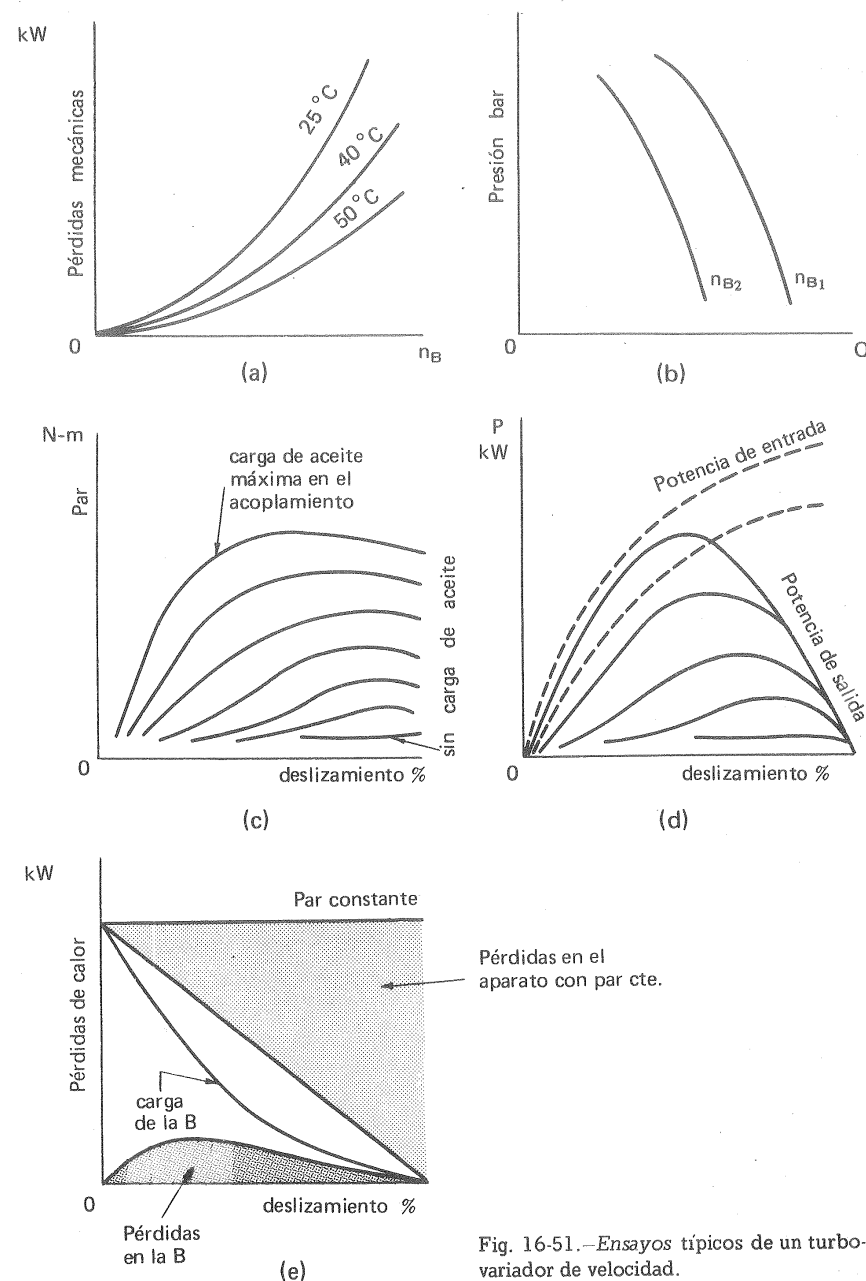 kW
Pérdidas mecánicas
25 °C
40 °C
50 °C
0
n_B
(a)
Presión bar
n_B2
n_B1
0
Q
(b)
N-m
Par
carga de aceite
máxima en el
acoplamiento
sin carga de aceite
0
deslizamiento %
(c)
P
kW
Potencia de entrada
Potencia de salida
0
deslizamiento %
(d)
kW
Pérdidas de calor
Par constante
Pérdidas en el
aparato con par cte.
carga
de la B
0
deslizamiento %
Pérdidas
en la B
(e)
Fig. 16-51.—Ensayos típicos de un turbo-
variador de velocidad.